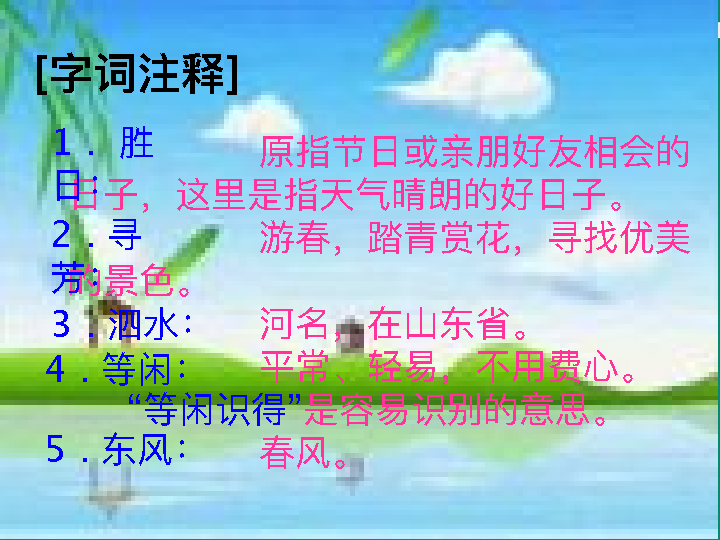 [字词注释]
1．胜日：
原指节日或亲朋好友相会的
日子，这里是指天气晴朗的好日子。
2．寻芳：
游春，踏青赏花，寻找优美
的景色。
3．泗水：河名，在山东省。
4．等闲：平常、轻易，不用费心。
“等闲识得”是容易识别的意思。
5．东风：春风。